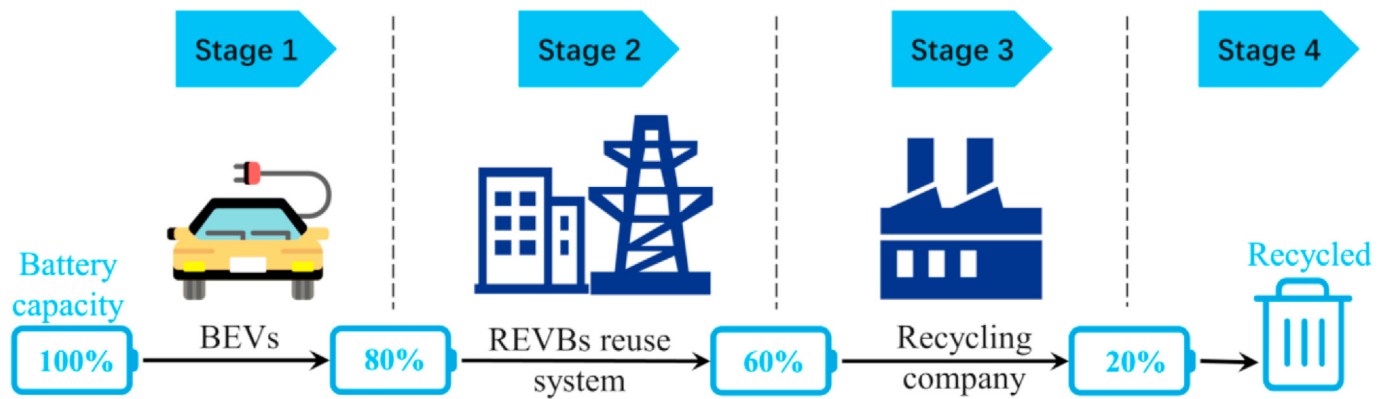 Stage 1
Stage 2
Stage 3
Stage 4
Battery
capacity
Recycled
100%
BEVs
80%
REVBs reuse
system
60%
Recycling
company
20%